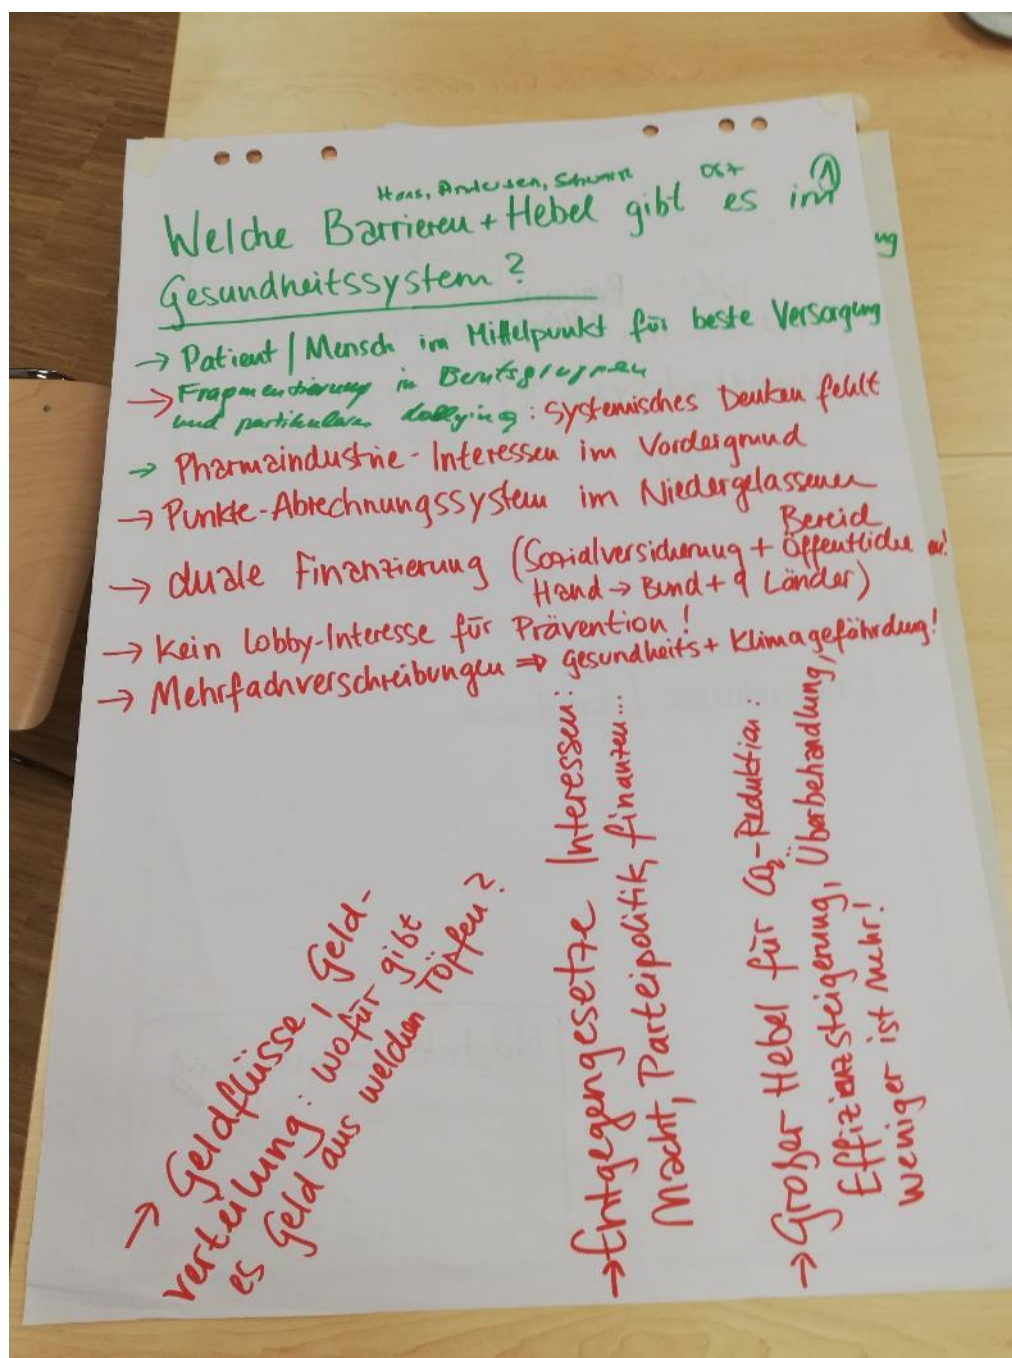 Haas, Andersen,
①
Welche Barrieren + Hebel gibt es im
Gesundheitssystem?
→ Patient / Mensch im Mittelpunkt für beste Versorgung
→ Fragmentierung in Berufsgruppen
und partikulares Lobbying: systemisches Denken fehlt
→ Pharmaindustrie-Interessen im Vordergrund
→ Punkte-Abrechnungssystem im Niedergelassenen
Bereich
→ duale Finanzierung (Sozialversicherung + Öffentliche
Hand → Bund + 9 Länder)
→ Kein Lobby-Interesse für Prävention!
→ Mehrfachverschreibungen ⇒ gesundheits + Klimagefährdung!
→ Geldflüsse, Geld-
verteilung: wofür gibt
es Geld aus welchen Töpfen?
→ Entgegengesetzte Interessen:
Macht, Parteipolitik, finanzen...
→ Großer Hebel für CO₂-Reduktion:
Effizienzsteigerung, Überbehandlung,
weniger ist mehr!
ng